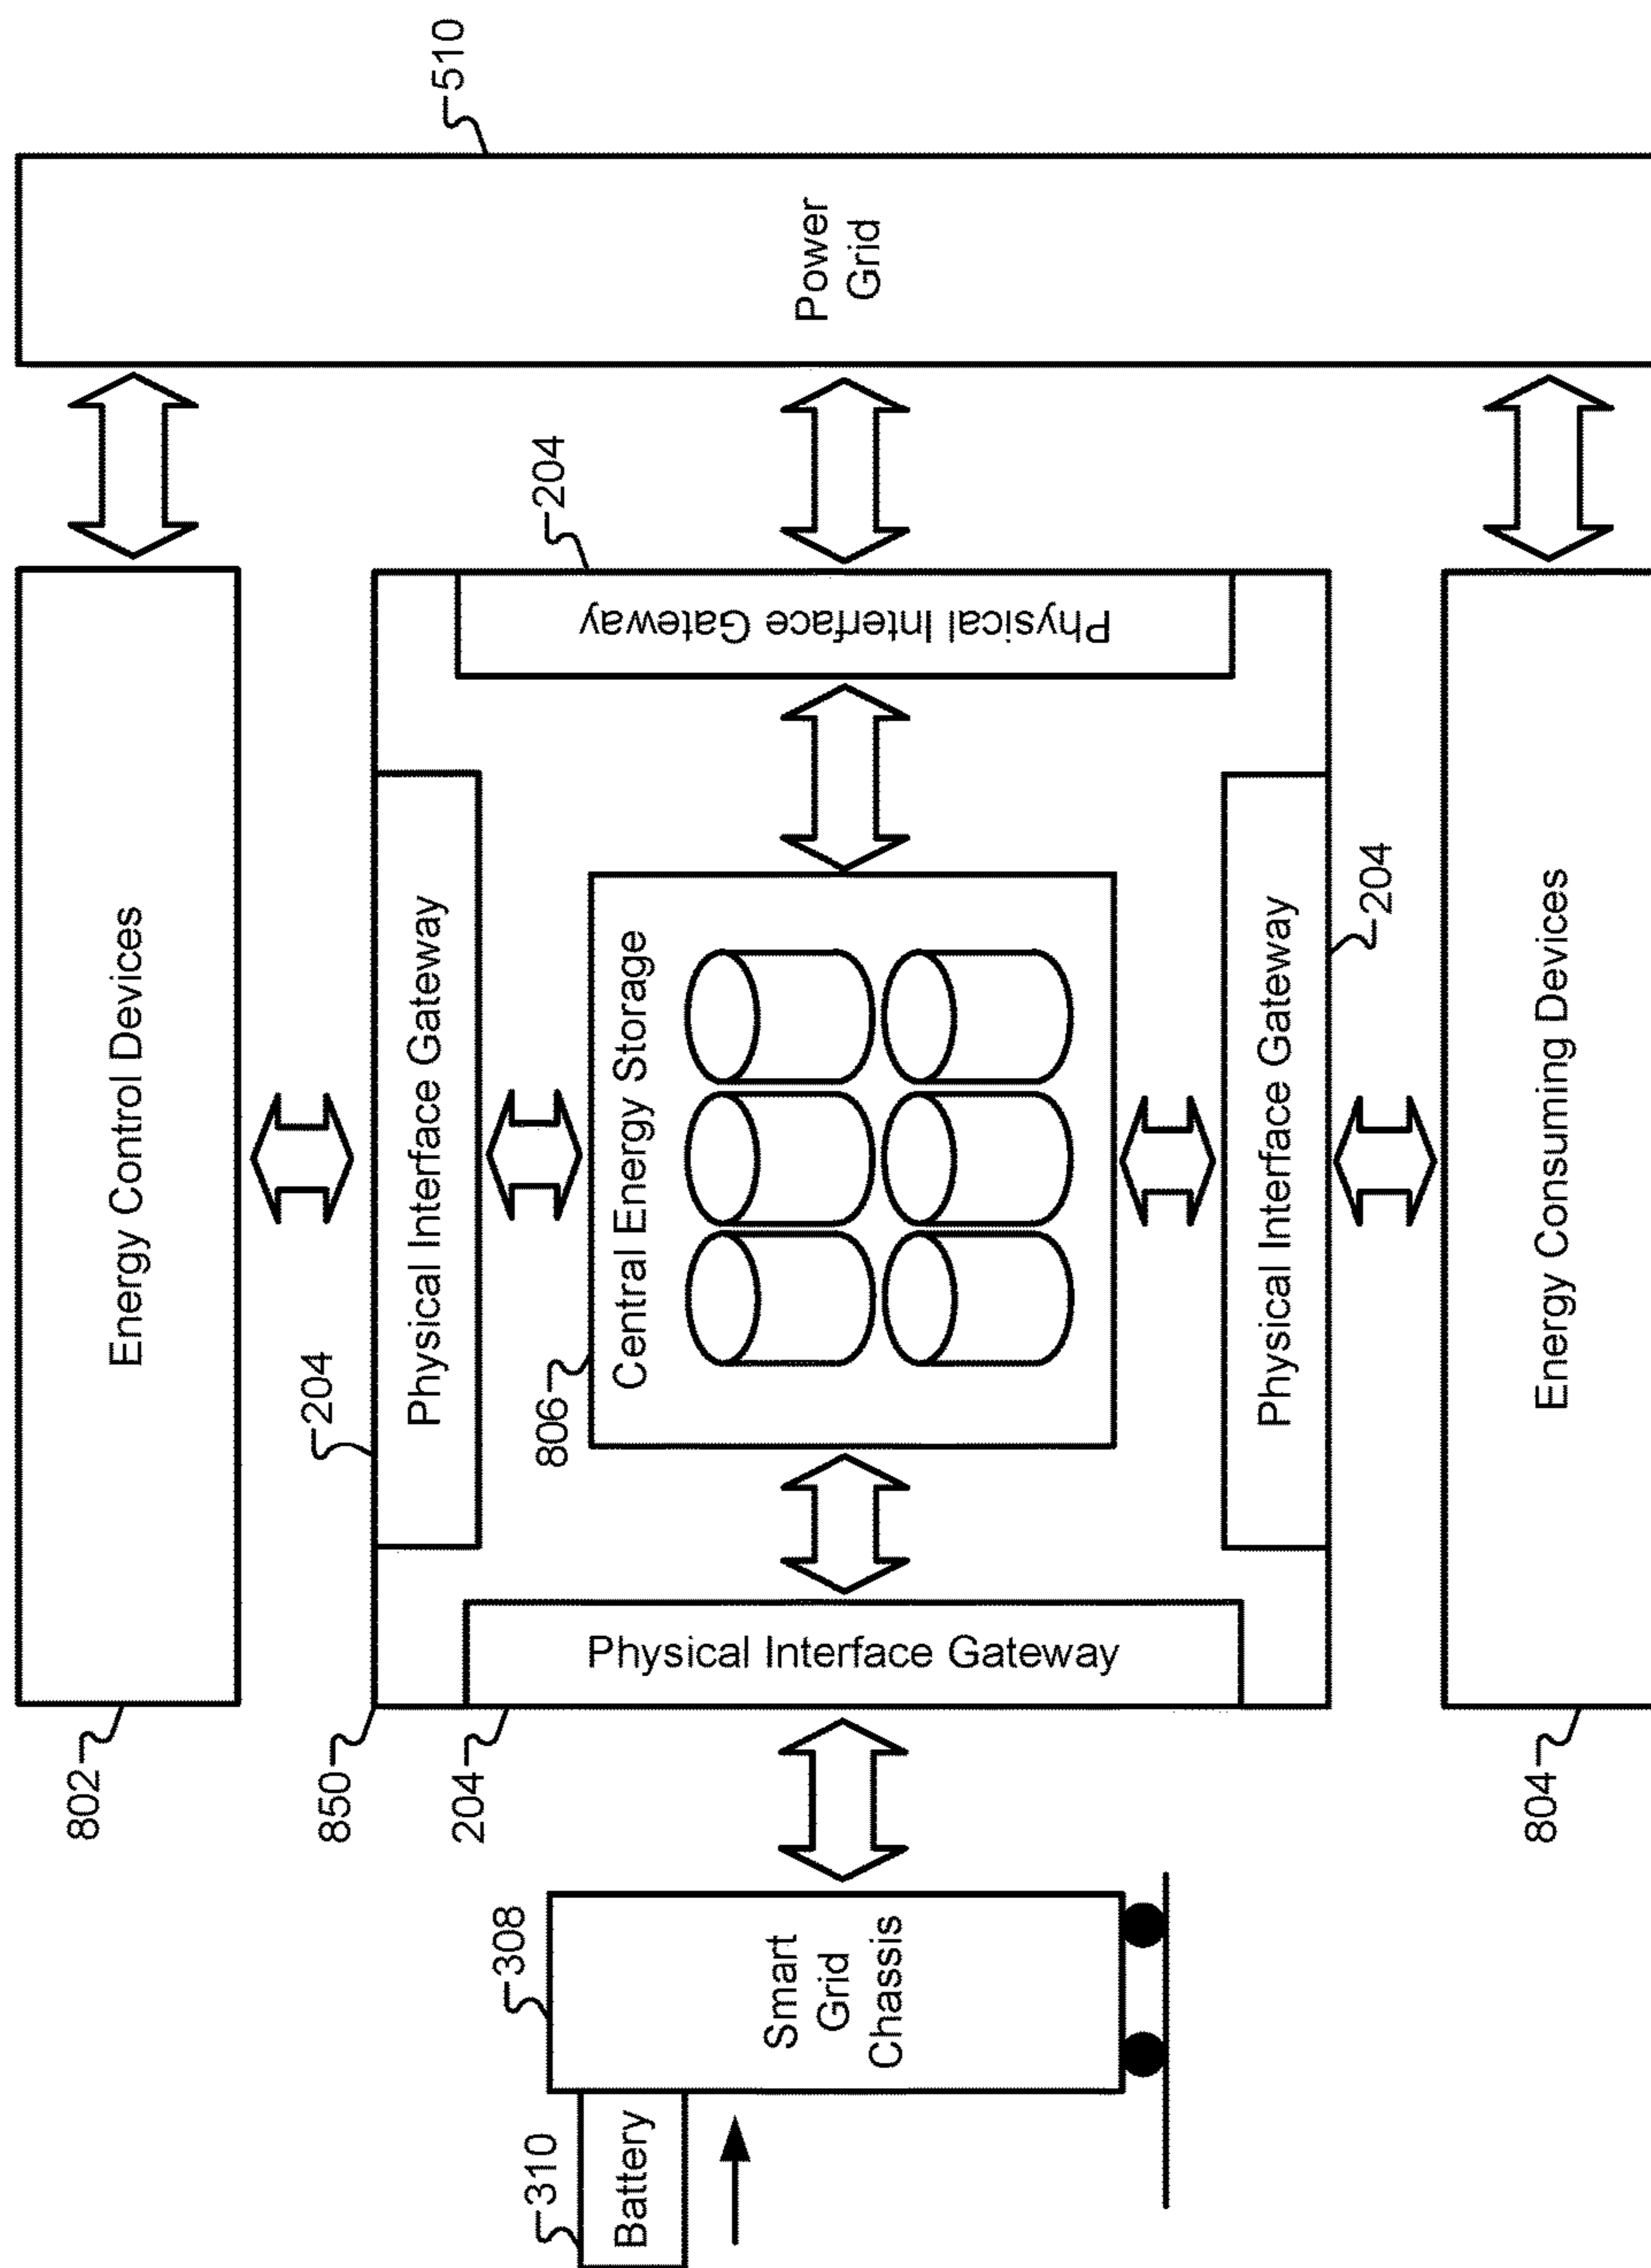 802
Energy Control Devices
850
204
Physical Interface Gateway
204
Physical Interface Gateway
310
Battery
308
Smart
Grid
Chassis
806
Central Energy Storage
Physical Interface Gateway
204
Power
Grid
510
Physical Interface Gateway
204
804
Energy Consuming Devices